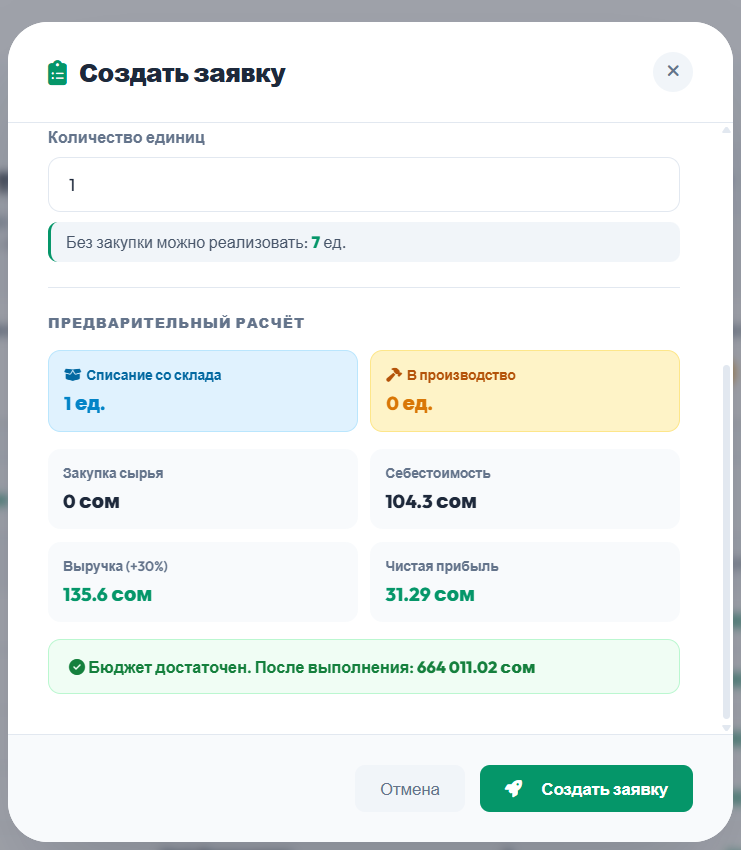 Создать заявку
Количество единиц
1
Без закупки можно реализовать: 7 ед.
ПРЕДВАРИТЕЛЬНЫЙ РАСЧЁТ
Списание со склада
1 ед.
В производство
0 ед.
Закупка сырья
0 сом
Себестоимость
104.3 сом
Выручка (+30%)
135.6 сом
Чистая прибыль
31.29 сом
Бюджет достаточен. После выполнения: 664 011.02 сом
Отмена
Создать заявку